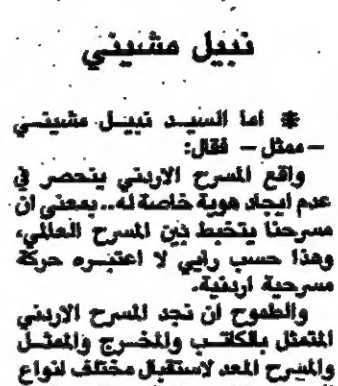 نبيل مشيني
* اما السيد نبيل مشيني
— ممثل — فقال:
واقع المسرح الاردني ينحصر في
عدم ايجاد هوية خاصة له.. بمعنى ان
مسرحنا يتخبط بين المسرح العالمي،
وهذا حسب رايي لا اعتبره حركة
مسرحية اردنية.
والطموح ان نجد المسرح الاردني
المتمثل بالكاتب والمخرج والممثل
والمسرح المعد لاستقبال مختلف انواع